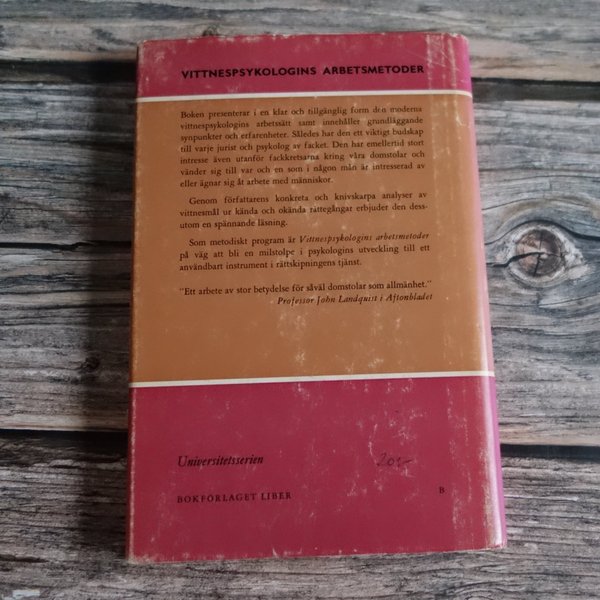 VITTNESPSYKOLOGINS ARBETSMETODER
Boken presenterar i en klar och tillgänglig form den moderna
vittnespsykologins arbetssätt samt innehåller grundläggande
synpunkter och erfarenheter. Således har den ett viktigt budskap
till varje jurist och psykolog av facket. Den har emellertid stort
intresse även utanför fackkretsarna kring våra domstolar och
vänder sig till var och en som i någon mån är intresserad av
eller ägnar sig åt arbete med människor.
Genom författarens konkreta och knivskarpa analyser av
vittnesmål ur kända och okända rättegångar erbjuder den dess-
utom en spännande läsning.
Som metodiskt program är Vittnespsykologins arbetsmetoder
på väg att bli en milstolpe i psykologins utveckling till ett
användbart instrument i rättskipningens tjänst.
"Ett arbete av stor betydelse för såväl domstolar som allmänhet."
Professor John Landquist i Aftonbladet
Universitetsserien
201-
BOKFÖRLAGET LIBER
B